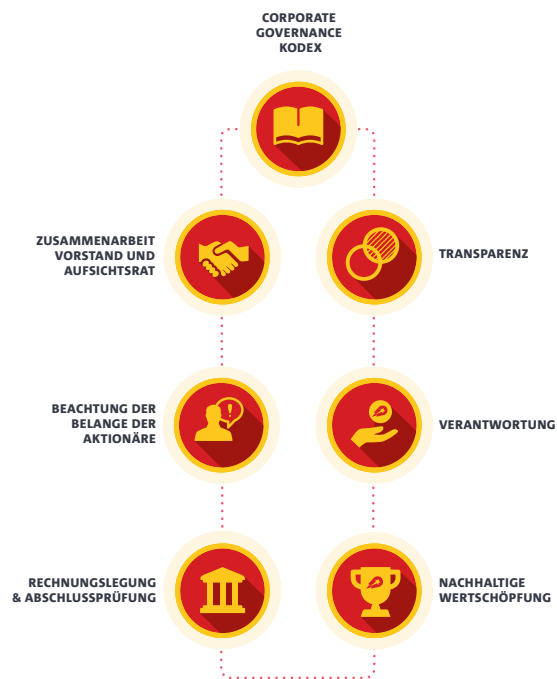 CORPORATE
GOVERNANCE
KODEX
ZUSAMMENARBEIT
VORSTAND UND
AUFSICHTSRAT
TRANSPARENZ
BEACHTUNG DER
BELANGE DER
AKTIONÄRE
VERANTWORTUNG
RECHNUNGSLEGUNG
& ABSCHLUSSPRÜFUNG
NACHHALTIGE
WERTSCHÖPFUNG